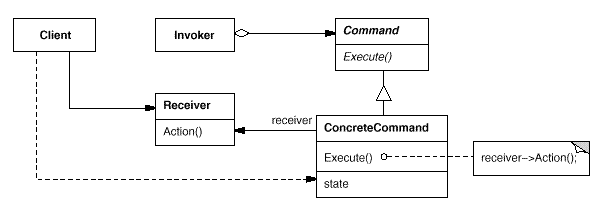 Client
Invoker
Command
Execute()
Receiver
Action()
receiver
ConcreteCommand
Execute()
state
receiver->Action();